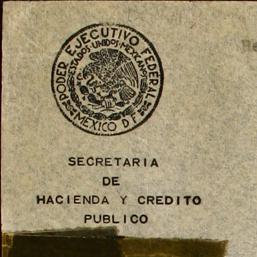 PODER EJECUTIVO FEDERAL
ESTADOS UNIDOS MEXICANOS
MEXICO D F
SECRETARIA
DE
HACIENDA Y CREDITO
PUBLICO